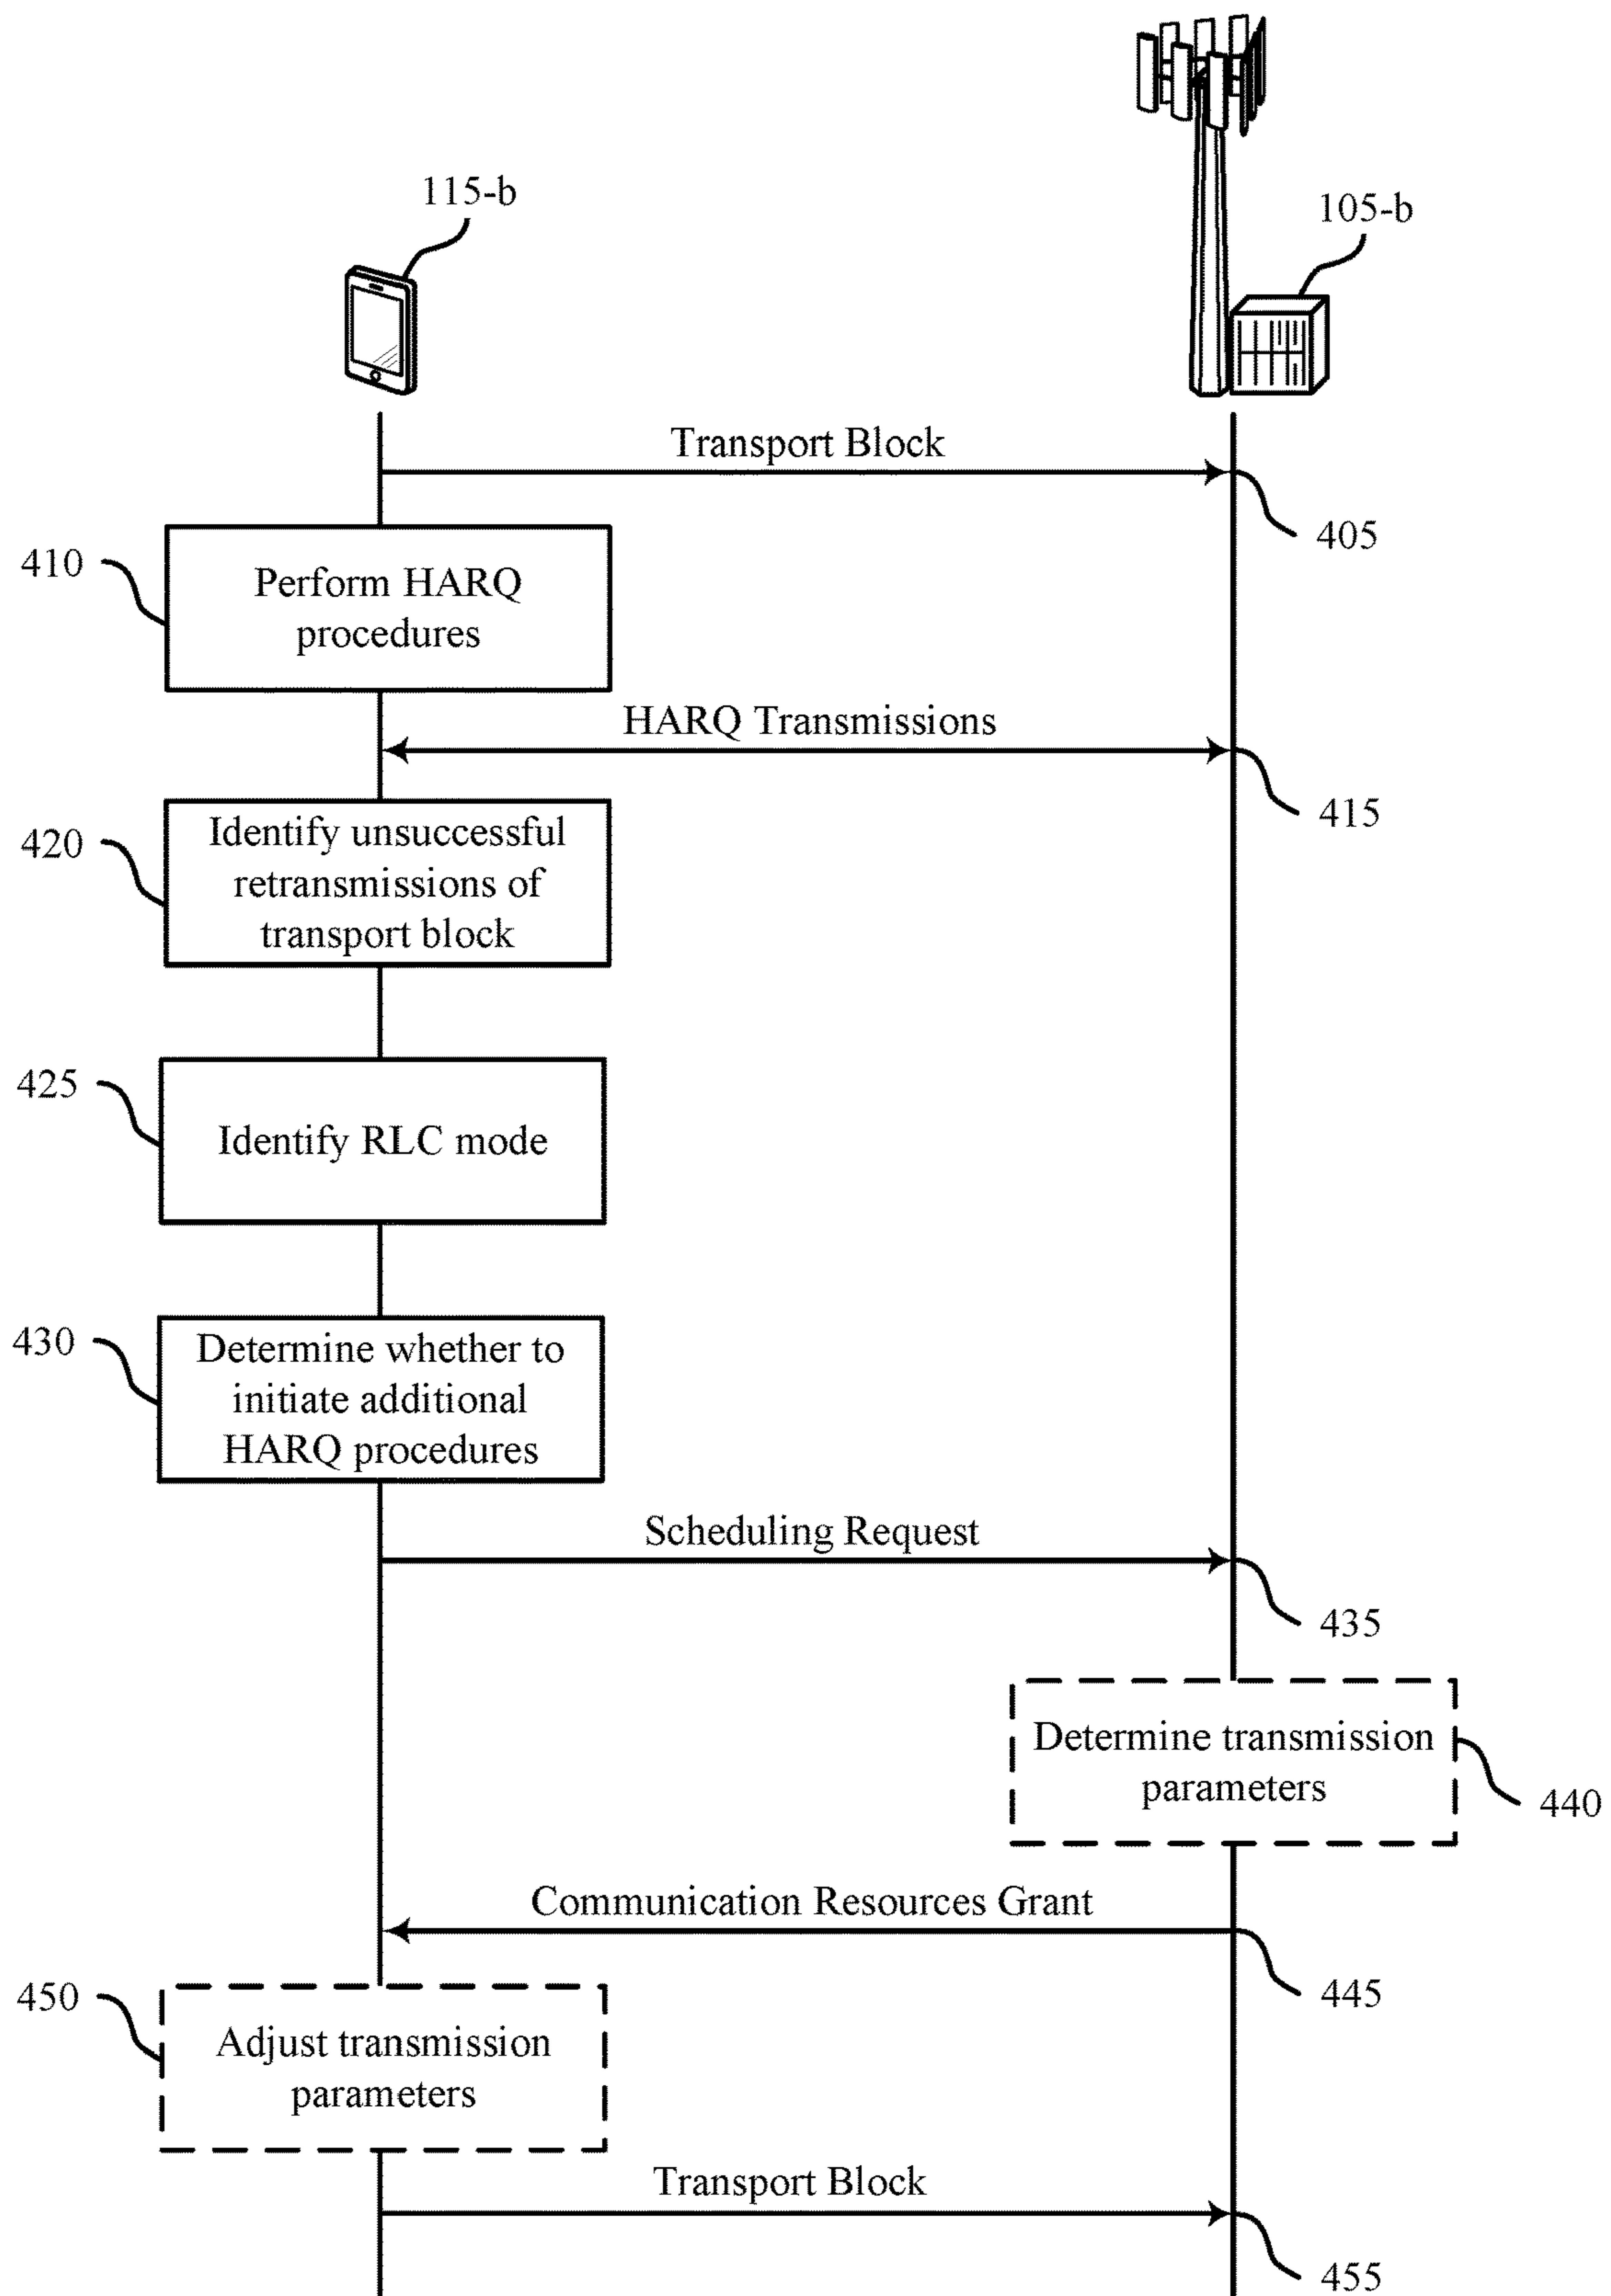 115-b
105-b
Transport Block
405
410
Perform HARQ
procedures
HARQ Transmissions
415
420
Identify unsuccessful
retransmissions of
transport block
425
Identify RLC mode
430
Determine whether to
initiate additional
HARQ procedures
Scheduling Request
435
Determine transmission
parameters
440
Communication Resources Grant
445
450
Adjust transmission
parameters
Transport Block
455